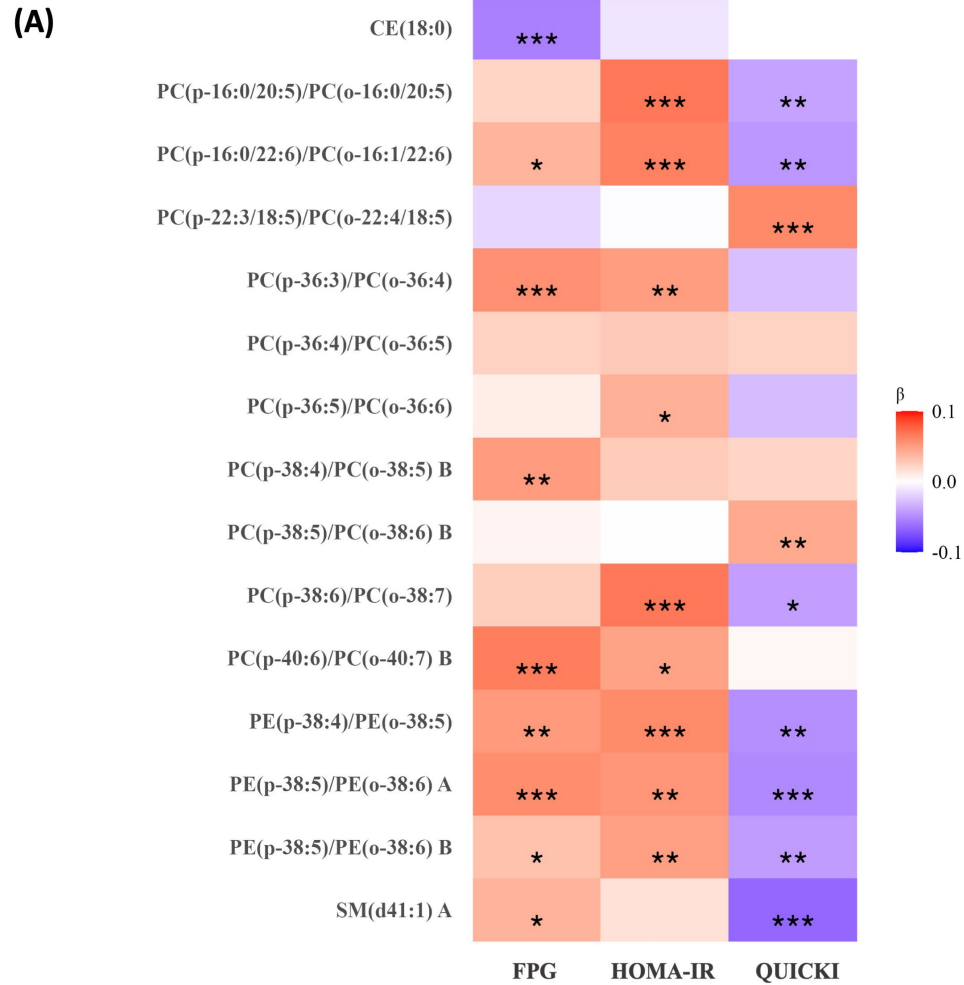 (A)
CE(18:0) ***
PC(p-16:0/20:5)/PC(o-16:0/20:5) *** **
PC(p-16:0/22:6)/PC(o-16:1/22:6) * *** **
PC(p-22:3/18:5)/PC(o-22:4/18:5) ***
PC(p-36:3)/PC(o-36:4) *** **
PC(p-36:4)/PC(o-36:5)
PC(p-36:5)/PC(o-36:6) *
PC(p-38:4)/PC(o-38:5) B **
PC(p-38:5)/PC(o-38:6) B **
PC(p-38:6)/PC(o-38:7) *** *
PC(p-40:6)/PC(o-40:7) B *** *
PE(p-38:4)/PE(o-38:5) ** *** **
PE(p-38:5)/PE(o-38:6) A *** ** ***
PE(p-38:5)/PE(o-38:6) B * ** **
SM(d41:1) A * ***
FPG HOMA-IR QUICKI
β
0.1
0.0
-0.1